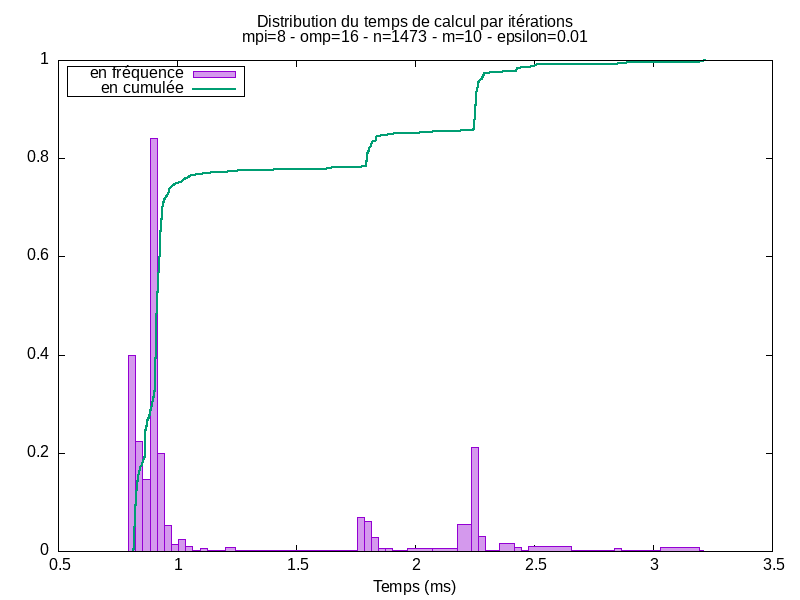 Distribution du temps de calcul par itérations
mpi=8 - omp=16 - n=1473 - m=10 - epsilon=0.01
en fréquence
en cumulée
1
0.8
0.6
0.4
0.2
0
0.5 1 1.5 2 2.5 3 3.5
Temps (ms)